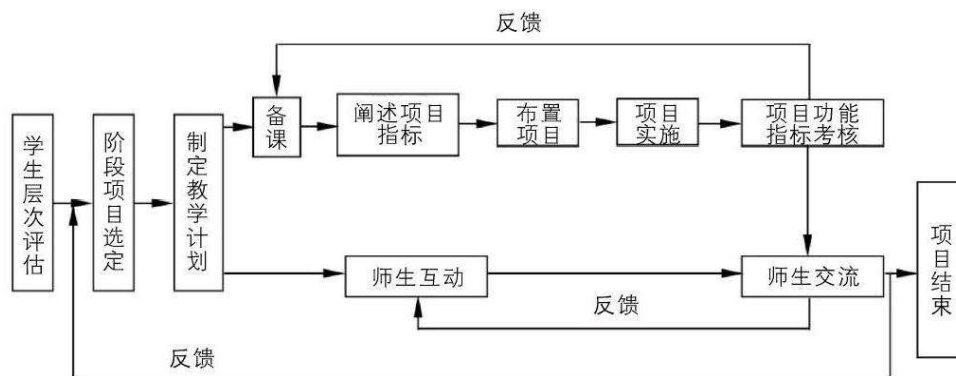 反馈
备
课
阐述项目
指标
布置
项目
项目
实施
项目功能
指标考核
学生层次评估
阶段项目选定
制定教学计划
师生互动
师生交流
项目结束
反馈
反馈